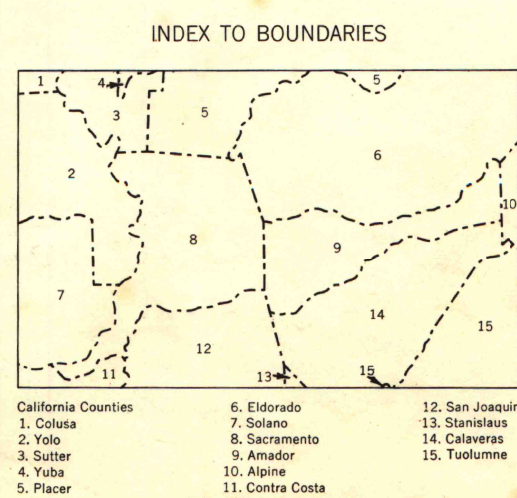 INDEX TO BOUNDARIES
1
4
5
5
3
6
2
10
8
9
7
14
15
12
13
15
11
California Counties
1. Colusa
2. Yolo
3. Sutter
4. Yuba
5. Placer
6. Eldorado
7. Solano
8. Sacramento
9. Amador
10. Alpine
11. Contra Costa
12. San Joaquin
13. Stanislaus
14. Calaveras
15. Tuolumne